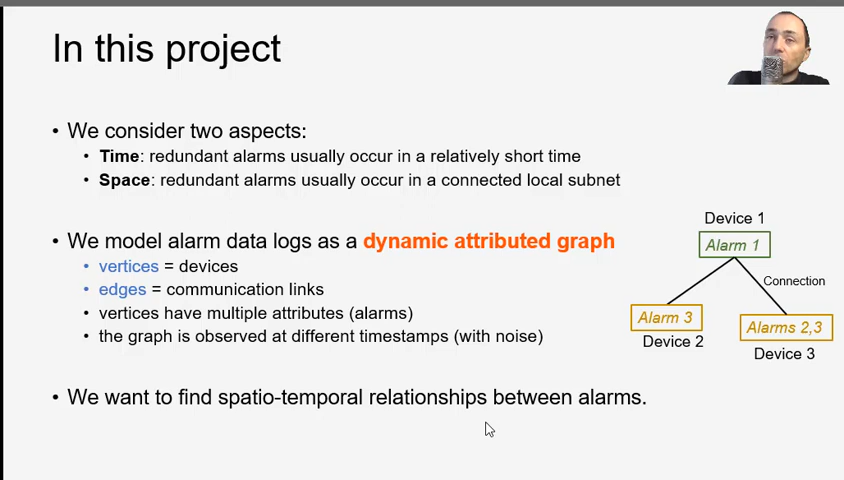 In this project
• We consider two aspects:
• Time: redundant alarms usually occur in a relatively short time
• Space: redundant alarms usually occur in a connected local subnet
• We model alarm data logs as a dynamic attributed graph
• vertices = devices
• edges = communication links
• vertices have multiple attributes (alarms)
• the graph is observed at different timestamps (with noise)
• We want to find spatio-temporal relationships between alarms.
Device 1
Alarm 1
Connection
Alarm 3
Device 2
Alarms 2,3
Device 3